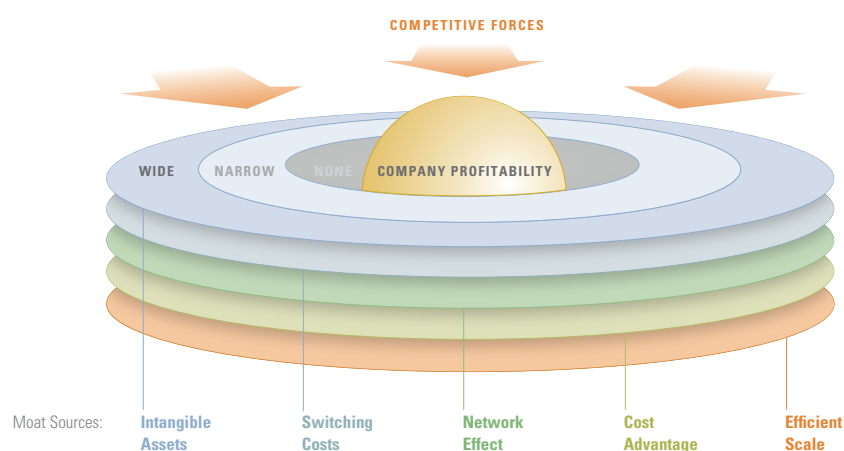 COMPETITIVE FORCES
WIDE NARROW NONE COMPANY PROFITABILITY
Moat Sources: Intangible Switching Network Cost Efficient
Assets Costs Effect Advantage Scale